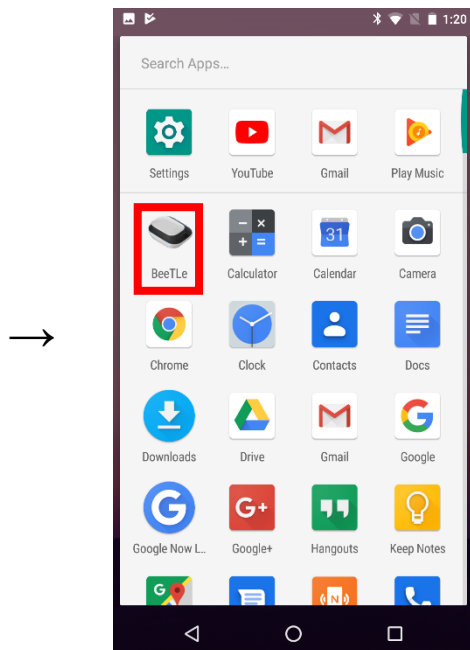 1:20
Search Apps...
Settings YouTube Gmail Play Music
31
BeeTLe Calculator Calendar Camera
Chrome Clock Contacts Docs
Downloads Drive Gmail Google
G G+
Google Now L... Google+ Hangouts Keep Notes
G N